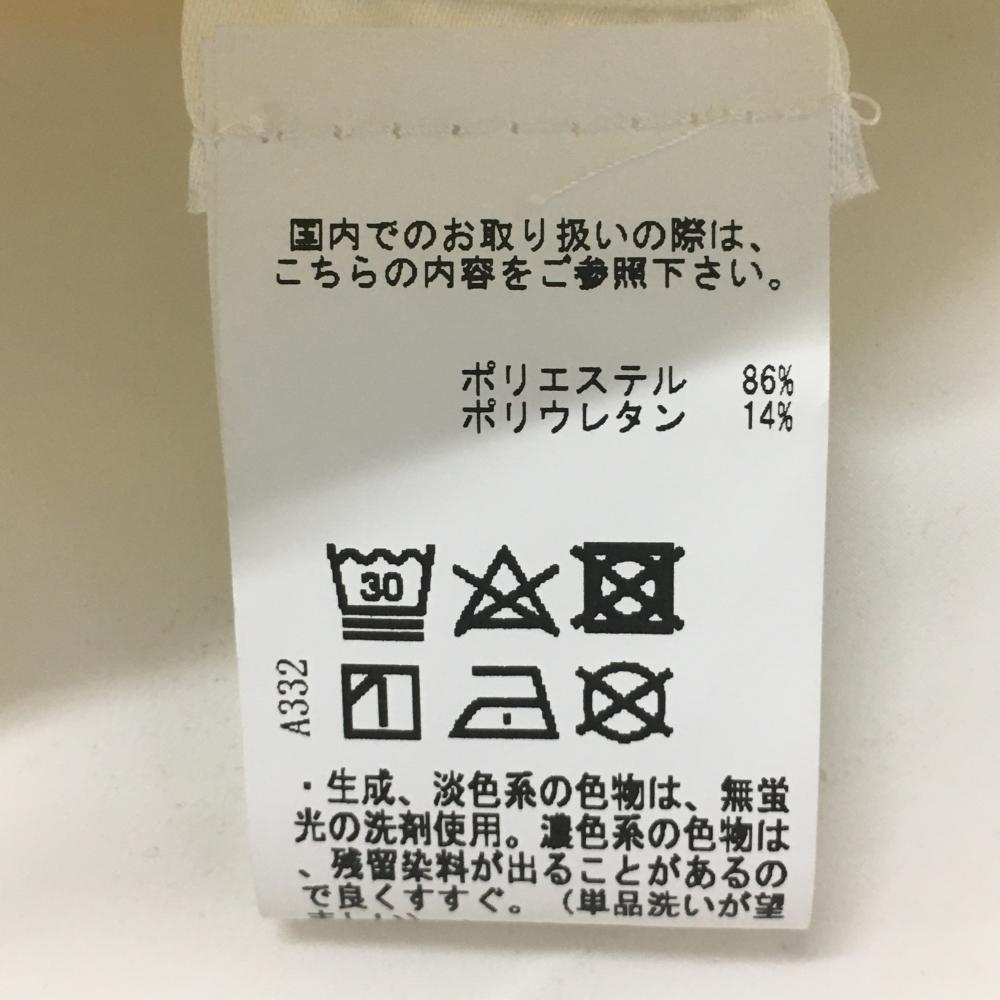 国内でのお取り扱いの際は、
こちらの内容をご参照下さい。
ポリエステル 86%
ポリウレタン 14%
30
A332
・生成、淡色系の色物は、無蛍
光の洗剤使用。濃色系の色物は
、残留染料が出ることがあるの
で良くすすぐ。（単品洗いが望